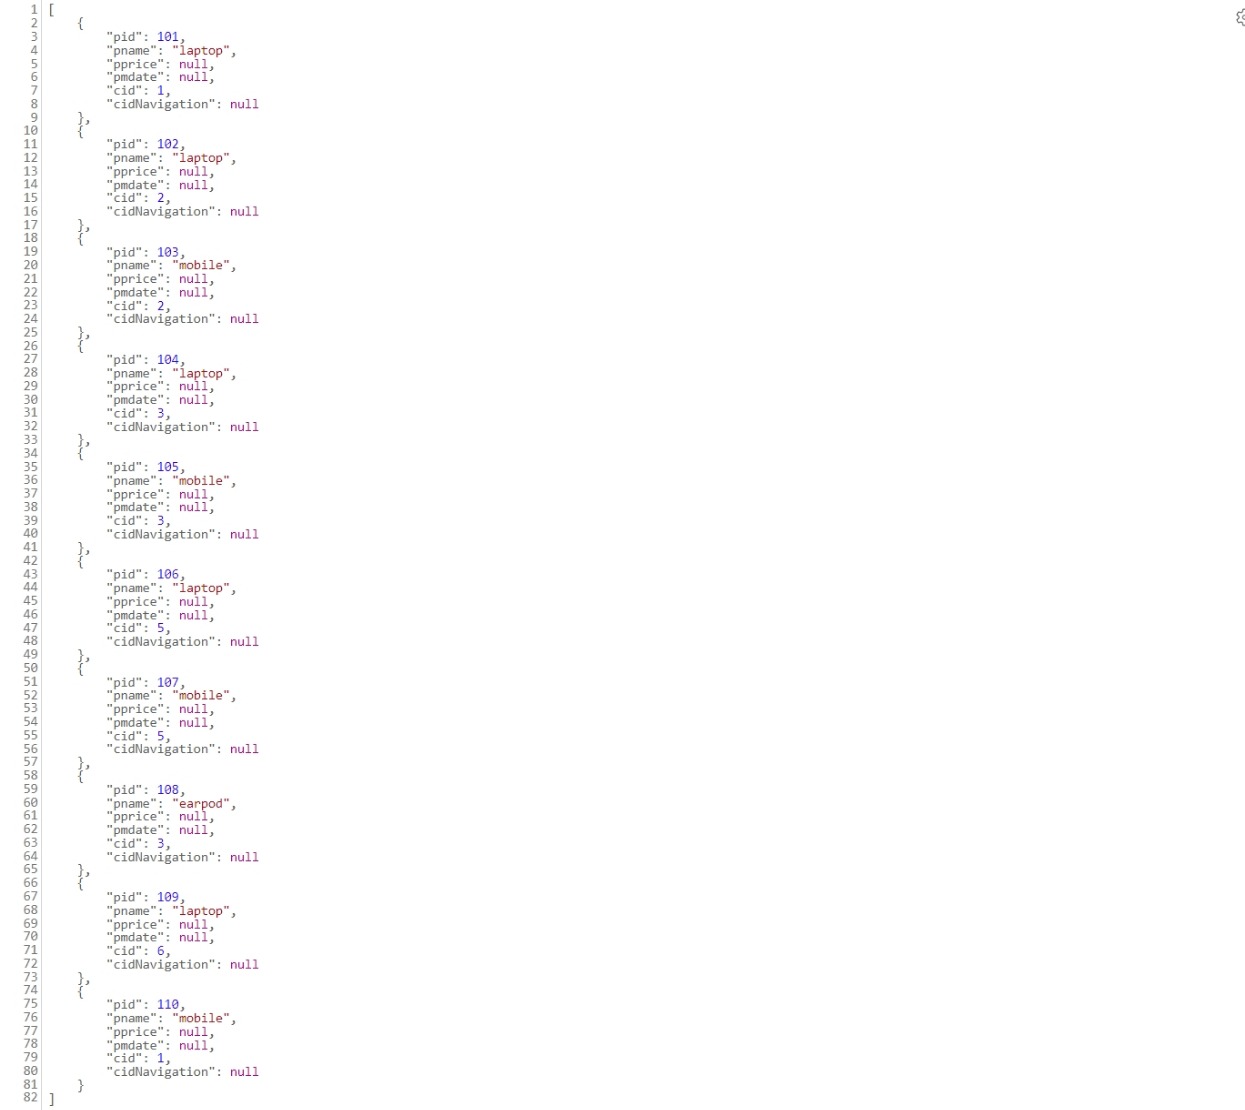 1 [
2     {
3         "pid": 101,
4         "pname": "laptop",
5         "pprice": null,
6         "pmdate": null,
7         "cid": 1,
8         "cidNavigation": null
9     },
10     {
11         "pid": 102,
12         "pname": "laptop",
13         "pprice": null,
14         "pmdate": null,
15         "cid": 2,
16         "cidNavigation": null
17     },
18     {
19         "pid": 103,
20         "pname": "mobile",
21         "pprice": null,
22         "pmdate": null,
23         "cid": 2,
24         "cidNavigation": null
25     },
26     {
27         "pid": 104,
28         "pname": "laptop",
29         "pprice": null,
30         "pmdate": null,
31         "cid": 3,
32         "cidNavigation": null
33     },
34     {
35         "pid": 105,
36         "pname": "mobile",
37         "pprice": null,
38         "pmdate": null,
39         "cid": 3,
40         "cidNavigation": null
41     },
42     {
43         "pid": 106,
44         "pname": "laptop",
45         "pprice": null,
46         "pmdate": null,
47         "cid": 5,
48         "cidNavigation": null
49     },
50     {
51         "pid": 107,
52         "pname": "mobile",
53         "pprice": null,
54         "pmdate": null,
55         "cid": 5,
56         "cidNavigation": null
57     },
58     {
59         "pid": 108,
60         "pname": "earpod",
61         "pprice": null,
62         "pmdate": null,
63         "cid": 3,
64         "cidNavigation": null
65     },
66     {
67         "pid": 109,
68         "pname": "laptop",
69         "pprice": null,
70         "pmdate": null,
71         "cid": 6,
72         "cidNavigation": null
73     },
74     {
75         "pid": 110,
76         "pname": "mobile",
77         "pprice": null,
78         "pmdate": null,
79         "cid": 1,
80         "cidNavigation": null
81     }
82 ]